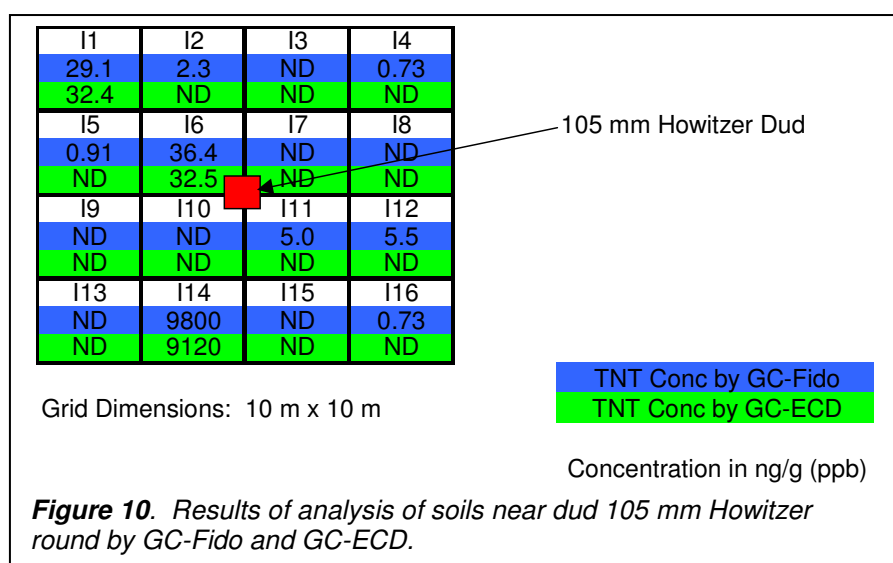 I1 I2 I3 I4
29.1 2.3 ND 0.73
32.4 ND ND ND
I5 I6 I7 I8
0.91 36.4 ND ND
ND 32.5 ND ND
I9 I10 I11 I12
ND ND 5.0 5.5
ND ND ND ND
I13 I14 I15 I16
ND 9800 ND 0.73
ND 9120 ND ND
105 mm Howitzer Dud
Grid Dimensions: 10 m x 10 m
TNT Conc by GC-Fido
TNT Conc by GC-ECD
Concentration in ng/g (ppb)
Figure 10. Results of analysis of soils near dud 105 mm Howitzer
round by GC-Fido and GC-ECD.